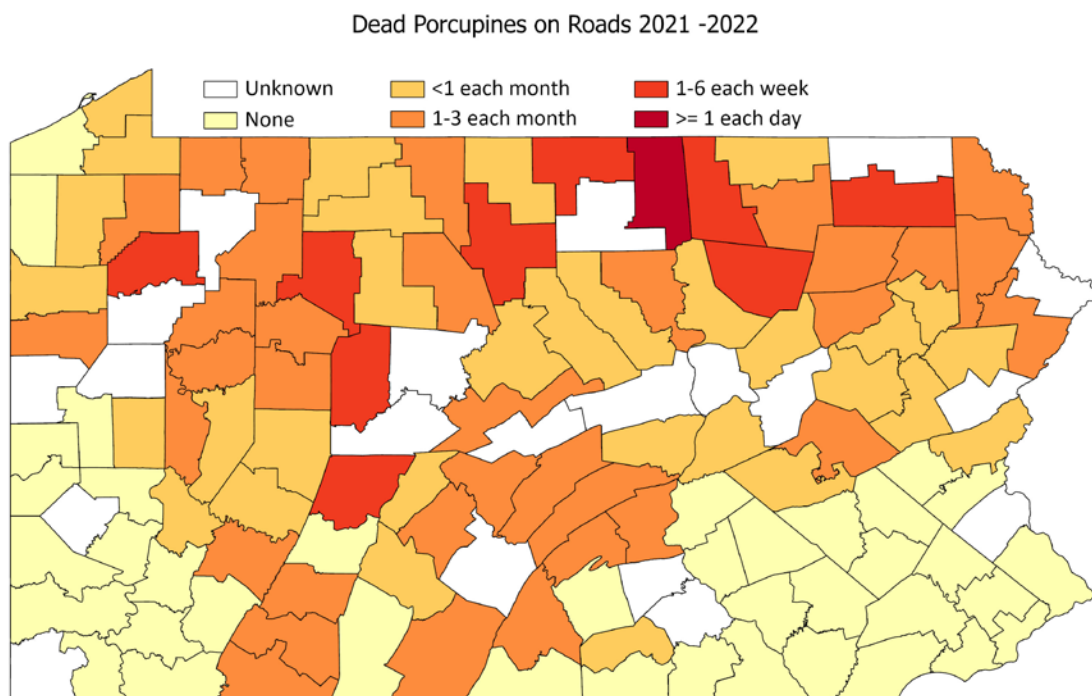 Dead Porcupines on Roads 2021 -2022
Unknown <1 each month 1-6 each week
None 1-3 each month >= 1 each day